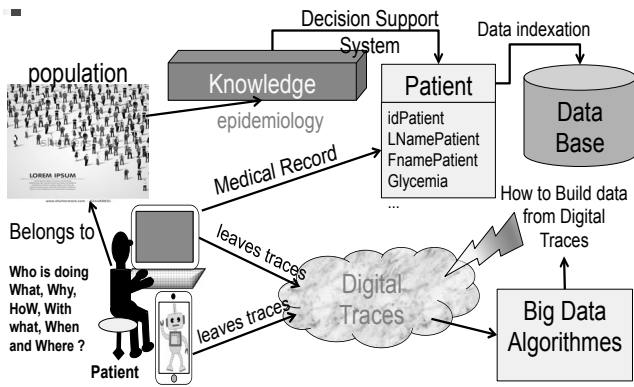 Decision Support
System
Data indexation
population
Knowledge
Patient
Data
Base
epidemiology
idPatient
LNamePatient
FnamePatient
Glycemia
...
LOREM IPSUM
Medical Record
How to Build data
from Digital
Traces
Belongs to
leaves traces
Digital
Traces
Who is doing
What, Why,
HoW, With
what, When
and Where ?
leaves traces
Big Data
Algorithmes
Patient